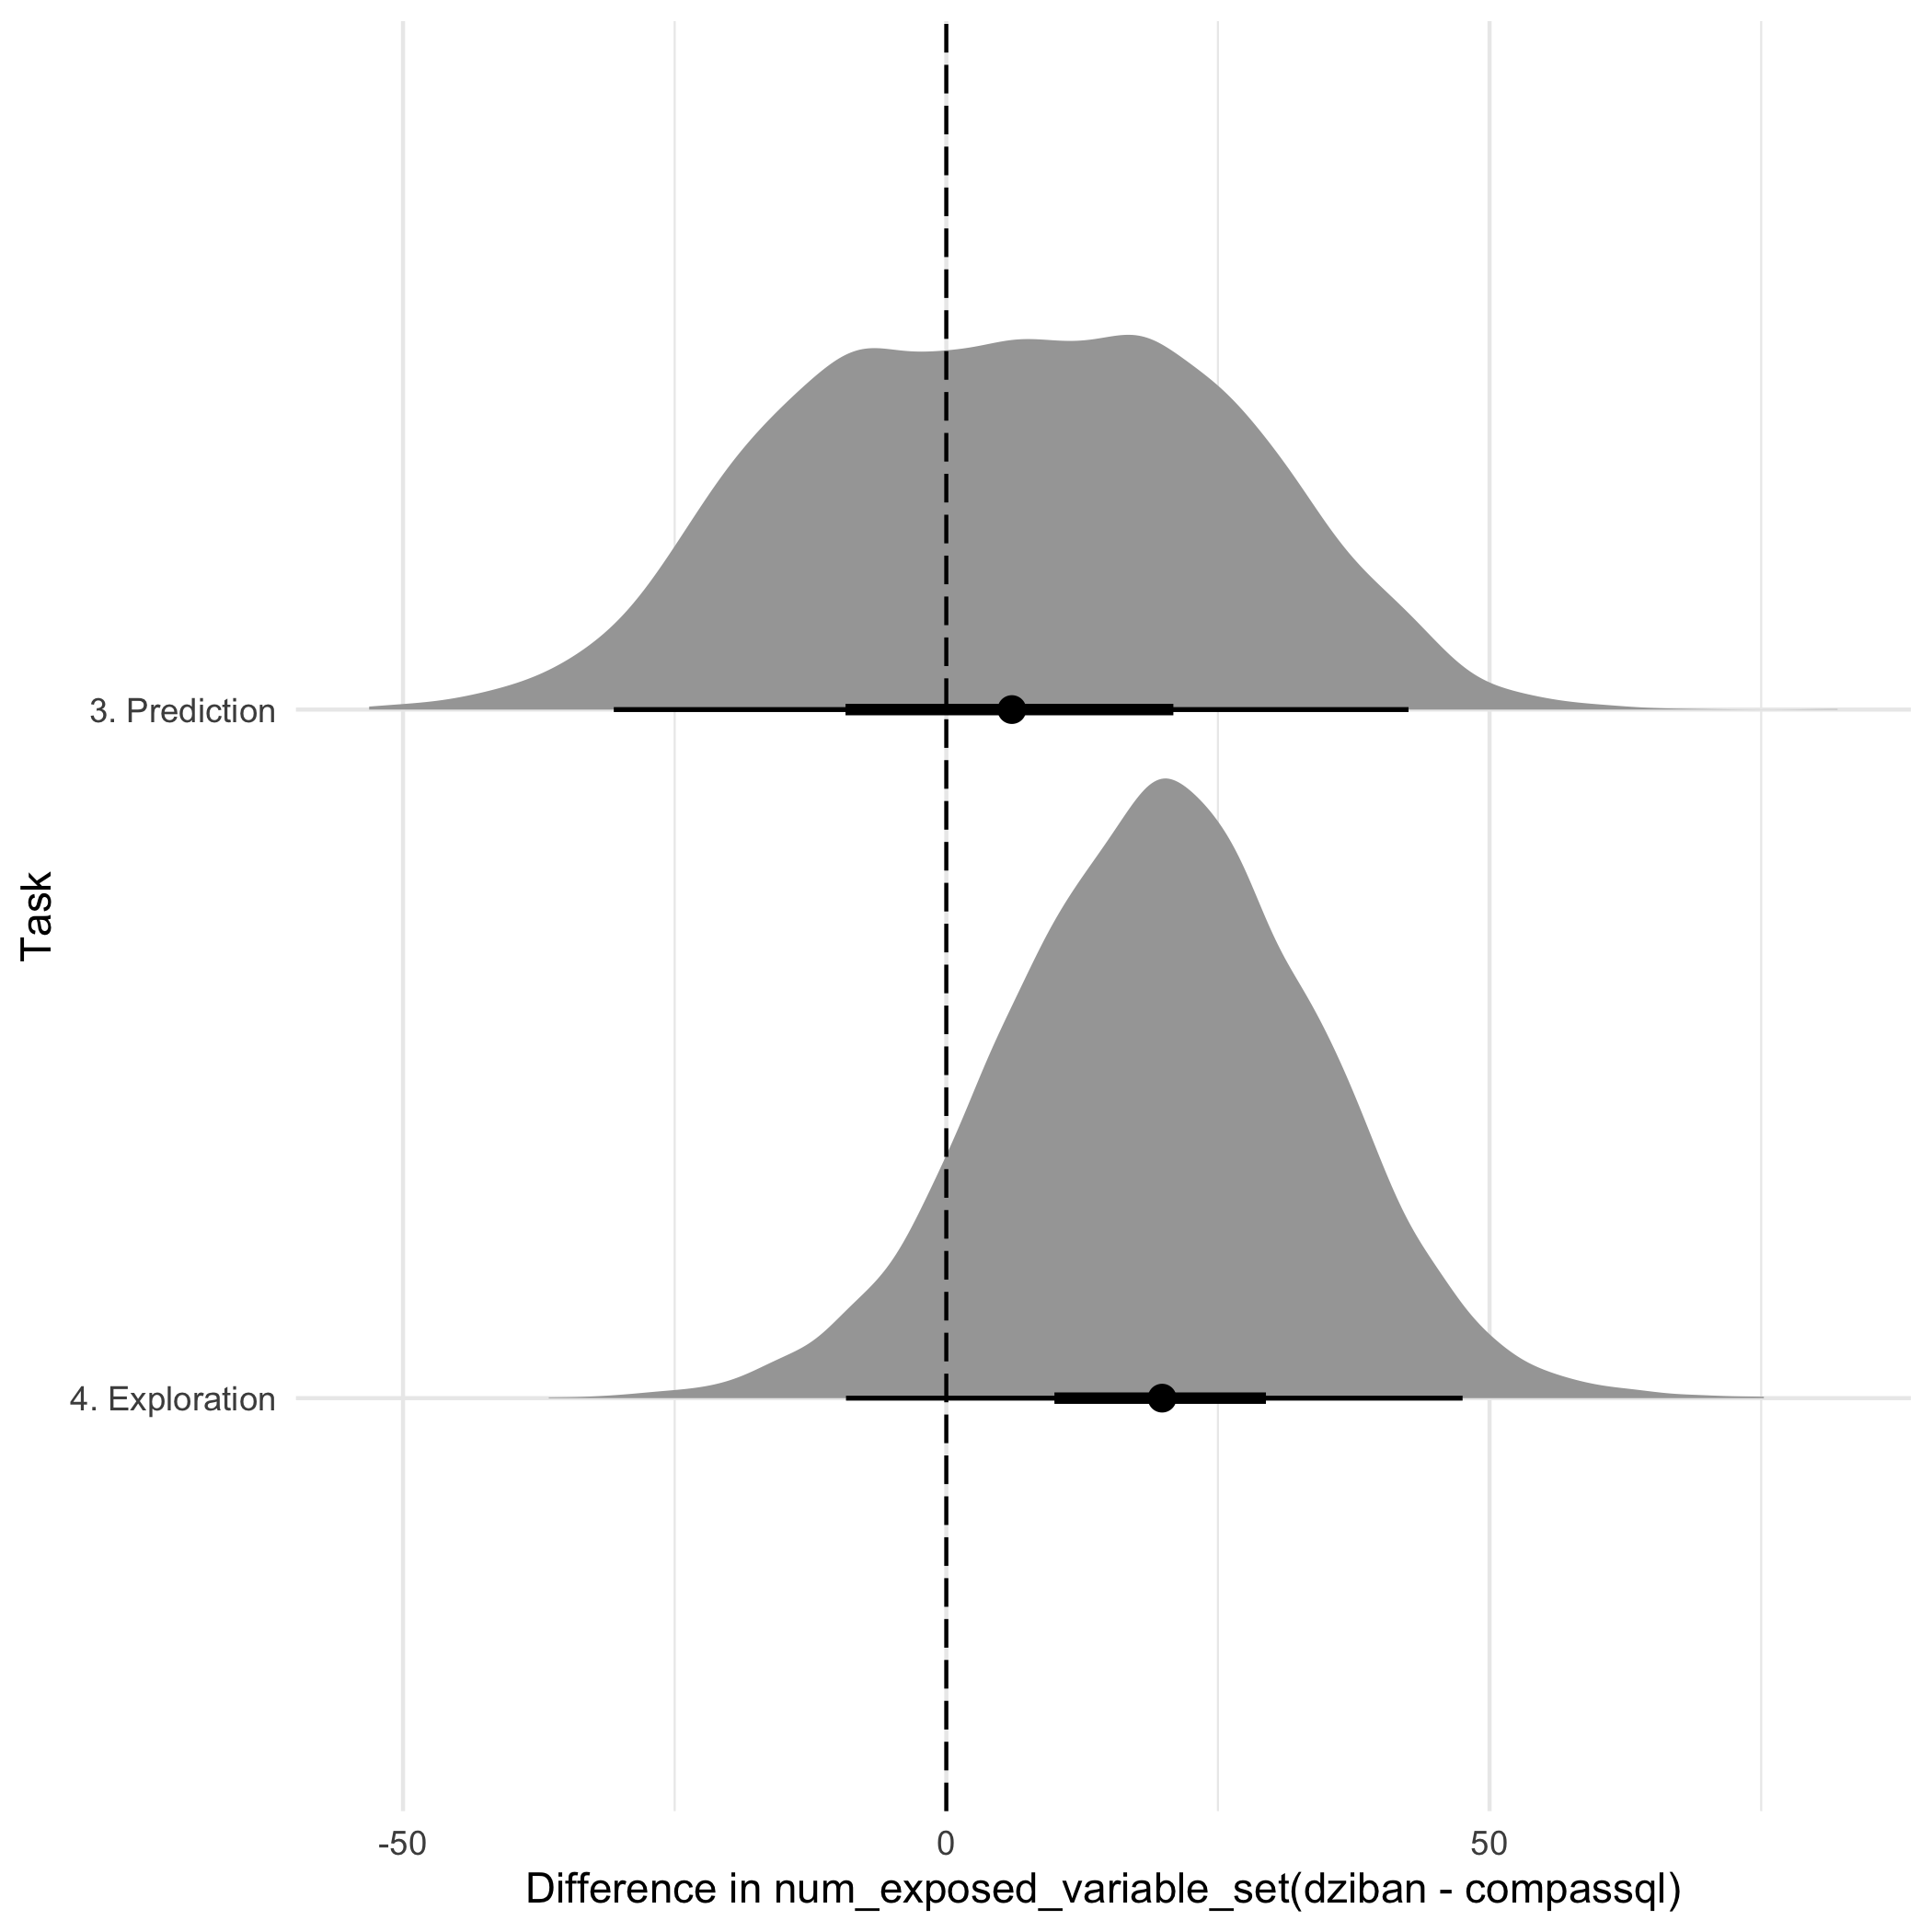 3. Prediction
Task
4. Exploration
-50 0 50
Difference in num_exposed_variable_set(dziban - compassql)